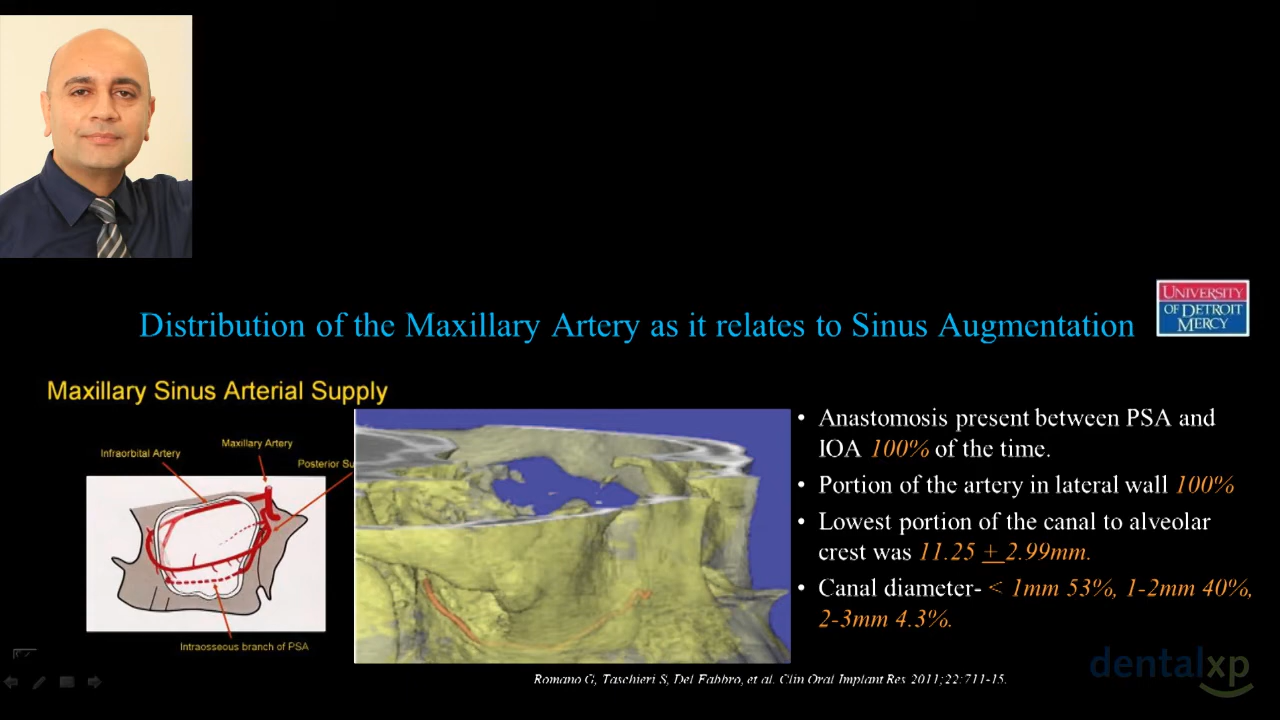 UNIVERSITY
OF DETROIT
MERCY
Distribution of the Maxillary Artery as it relates to Sinus Augmentation
Maxillary Sinus Arterial Supply
Maxillary Artery
Infraorbital Artery
Posterior Su
Intraosseous branch of PSA
• Anastomosis present between PSA and
IOA 100% of the time.
• Portion of the artery in lateral wall 100%
• Lowest portion of the canal to alveolar
crest was 11.25 + 2.99mm.
• Canal diameter- < 1mm 53%, 1-2mm 40%,
2-3mm 4.3%.
Romano G, Taschieri S, Del Fabbro, et al. Clin Oral Implant Res 2011;22:711-15.
dentalxp